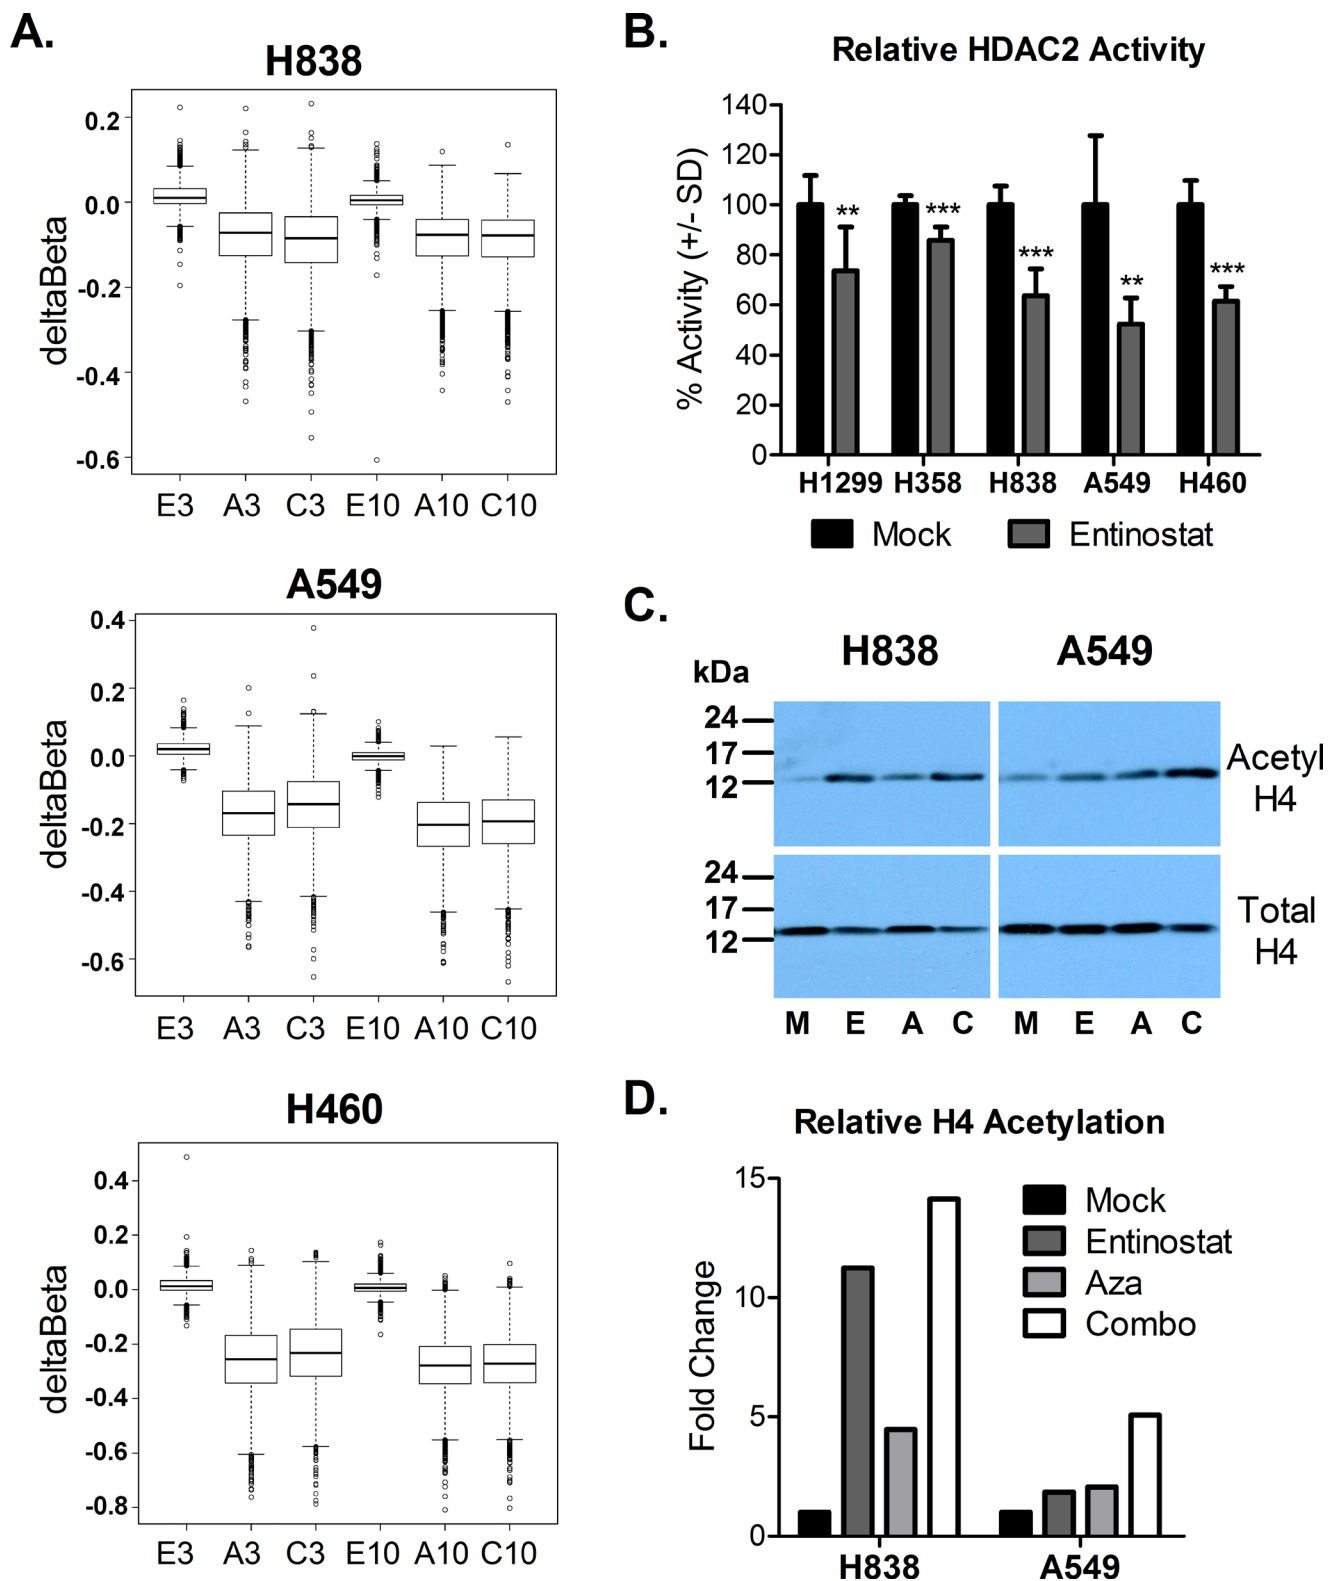 A.
H838
deltaBeta
0.2
0.0
-0.2
-0.4
-0.6
E3 A3 C3 E10 A10 C10
A549
deltaBeta
0.4
0.2
0.0
-0.2
-0.4
-0.6
E3 A3 C3 E10 A10 C10
H460
deltaBeta
0.4
0.2
0.0
-0.2
-0.4
-0.6
-0.8
E3 A3 C3 E10 A10 C10
B.
Relative HDAC2 Activity
% Activity (+/- SD)
140
120
100
80
60
40
20
0
** *** *** ** ***
H1299 H358 H838 A549 H460
Mock Entinostat
C.
H838 A549
kDa
24
17
12
Acetyl
H4
24
17
12
Total
H4
M E A C M E A C
D.
Relative H4 Acetylation
Fold Change
15
10
5
0
Mock
Entinostat
Aza
Combo
H838 A549